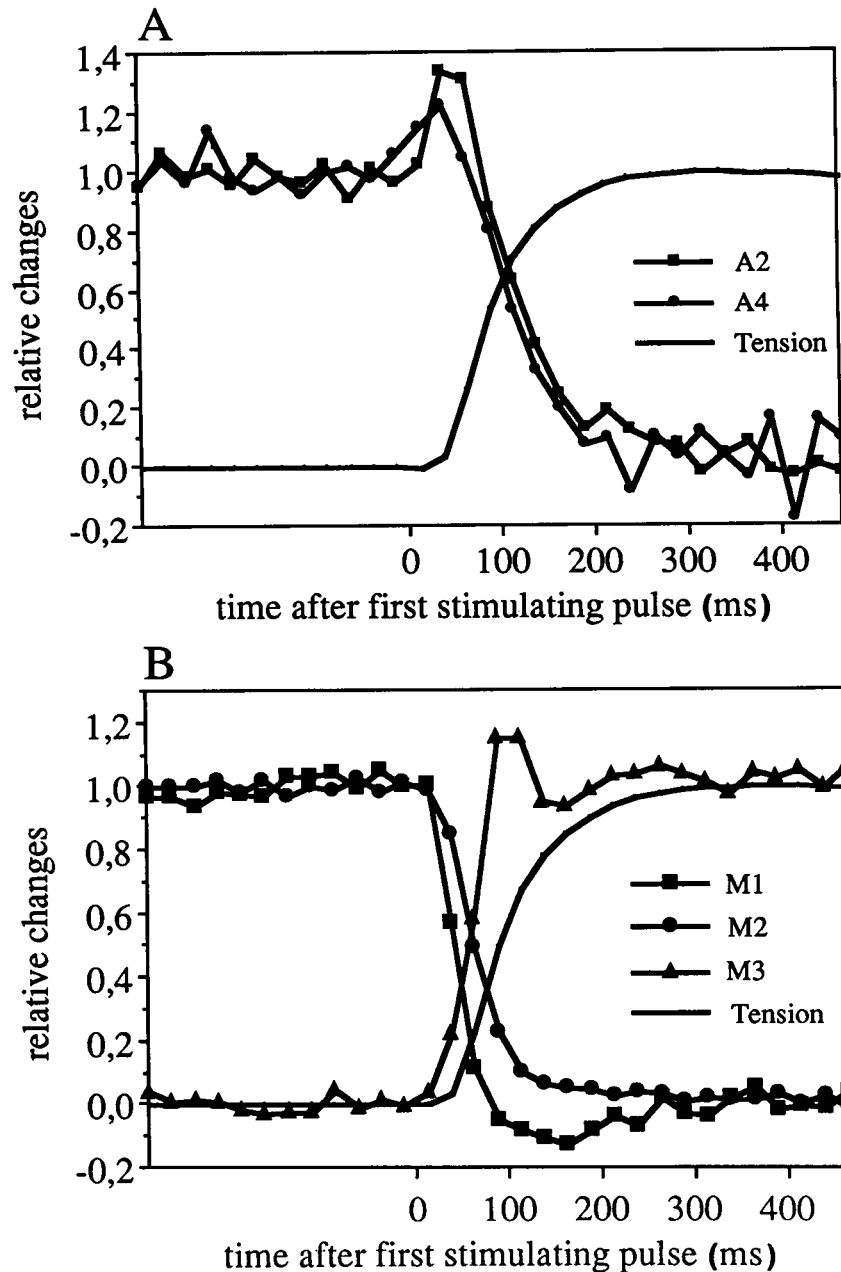 A
1,4
1,2
1,0
0,8
0,6
0,4
0,2
0,0
-0,2
relative changes
A2
A4
Tension
0 100 200 300 400
time after first stimulating pulse (ms)
B
1,2
1,0
0,8
0,6
0,4
0,2
0,0
-0,2
relative changes
M1
M2
M3
Tension
0 100 200 300 400
time after first stimulating pulse (ms)